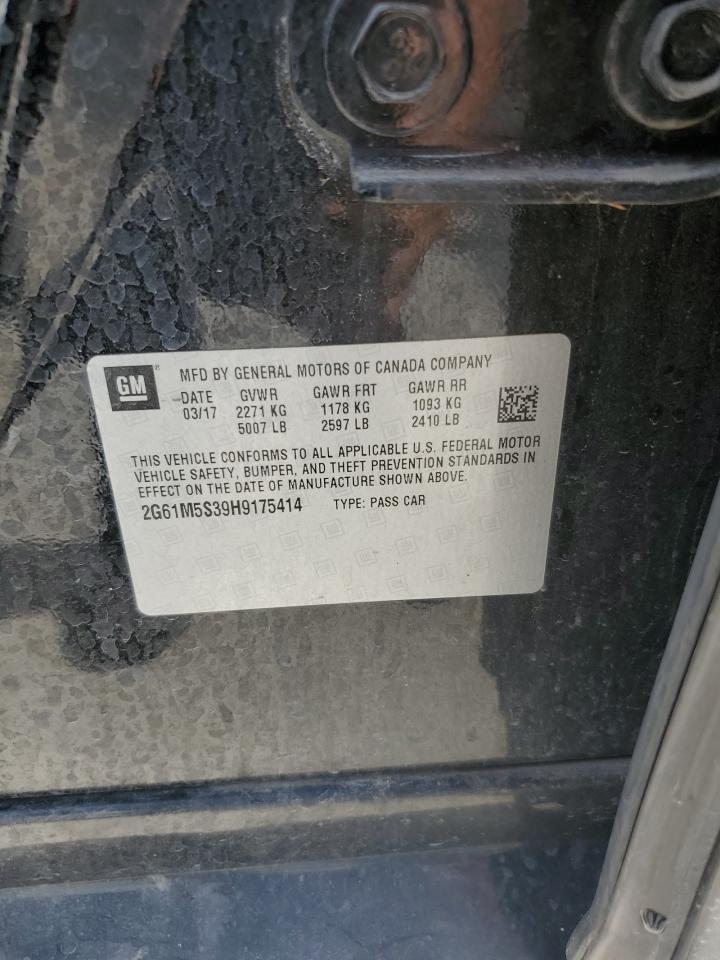 GM
MFD BY GENERAL MOTORS OF CANADA COMPANY
DATE GVWR GAWR FRT GAWR RR
03/17 2271 KG 1178 KG 1093 KG
5007 LB 2597 LB 2410 LB
THIS VEHICLE CONFORMS TO ALL APPLICABLE U.S. FEDERAL MOTOR
VEHICLE SAFETY, BUMPER, AND THEFT PREVENTION STANDARDS IN
EFFECT ON THE DATE OF MANUFACTURE SHOWN ABOVE.
2G61M5S39H9175414 TYPE: PASS CAR